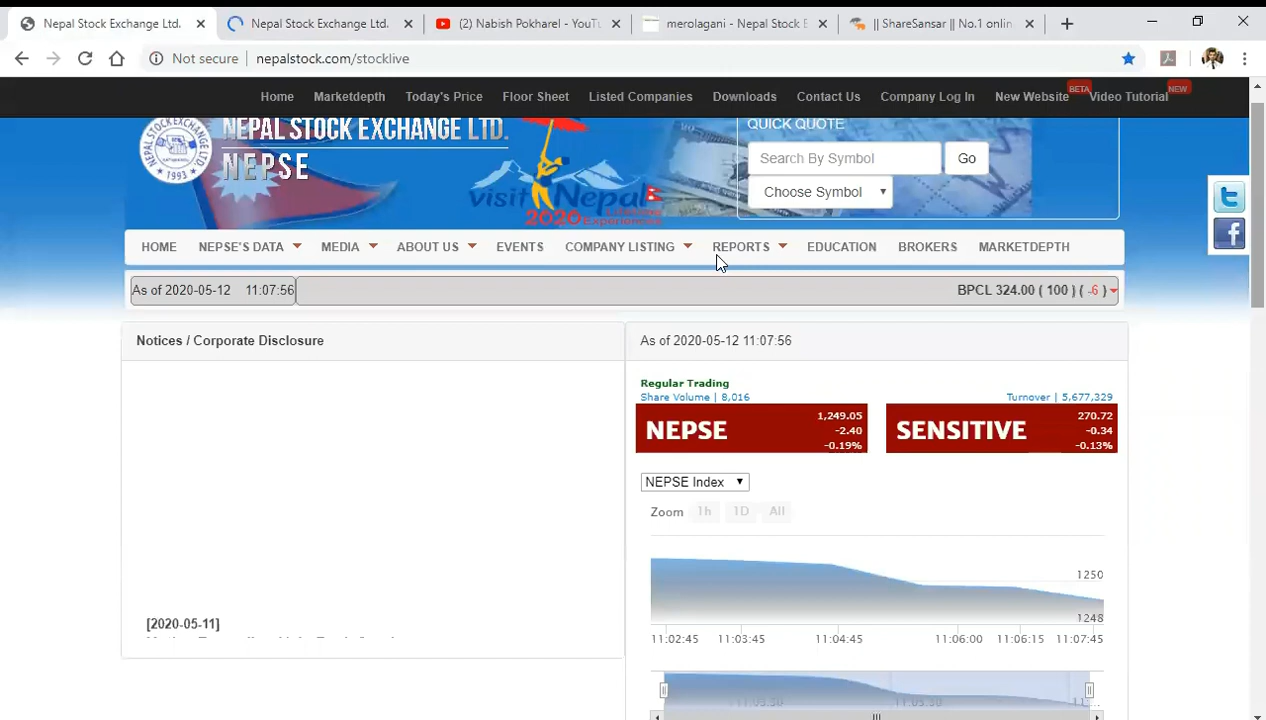 Nepal Stock Exchange Ltd.
Nepal Stock Exchange Ltd.
(2) Nabish Pokharel - YouTu
merolagani - Nepal Stock E
|| ShareSansar || No.1 onlin
Not secure | nepalstock.com/stocklive
Home Marketdepth Today's Price Floor Sheet Listed Companies Downloads Contact Us Company Log In New Website BETA Video Tutorial NEW
NEPAL STOCK EXCHANGE LTD.
NEPSE
NEPAL STOCK EXCHANGE LTD.
1993
visit Nepal
2020 Experiences
QUICK QUOTE
Search By Symbol Go
Choose Symbol
HOME NEPSE'S DATA MEDIA ABOUT US EVENTS COMPANY LISTING REPORTS EDUCATION BROKERS MARKETDEPTH
As of 2020-05-12 11:07:56 BPCL 324.00 ( 100 ) ( -6 )
Notices / Corporate Disclosure
[2020-05-11]
As of 2020-05-12 11:07:56
Regular Trading
Share Volume | 8,016 Turnover | 5,677,329
NEPSE 1,249.05
-2.40
-0.19%
SENSITIVE 270.72
-0.34
-0.13%
NEPSE Index
Zoom 1h 1D All
1250
1248
11:02:45 11:03:45 11:04:45 11:06:00 11:06:15 11:07:45